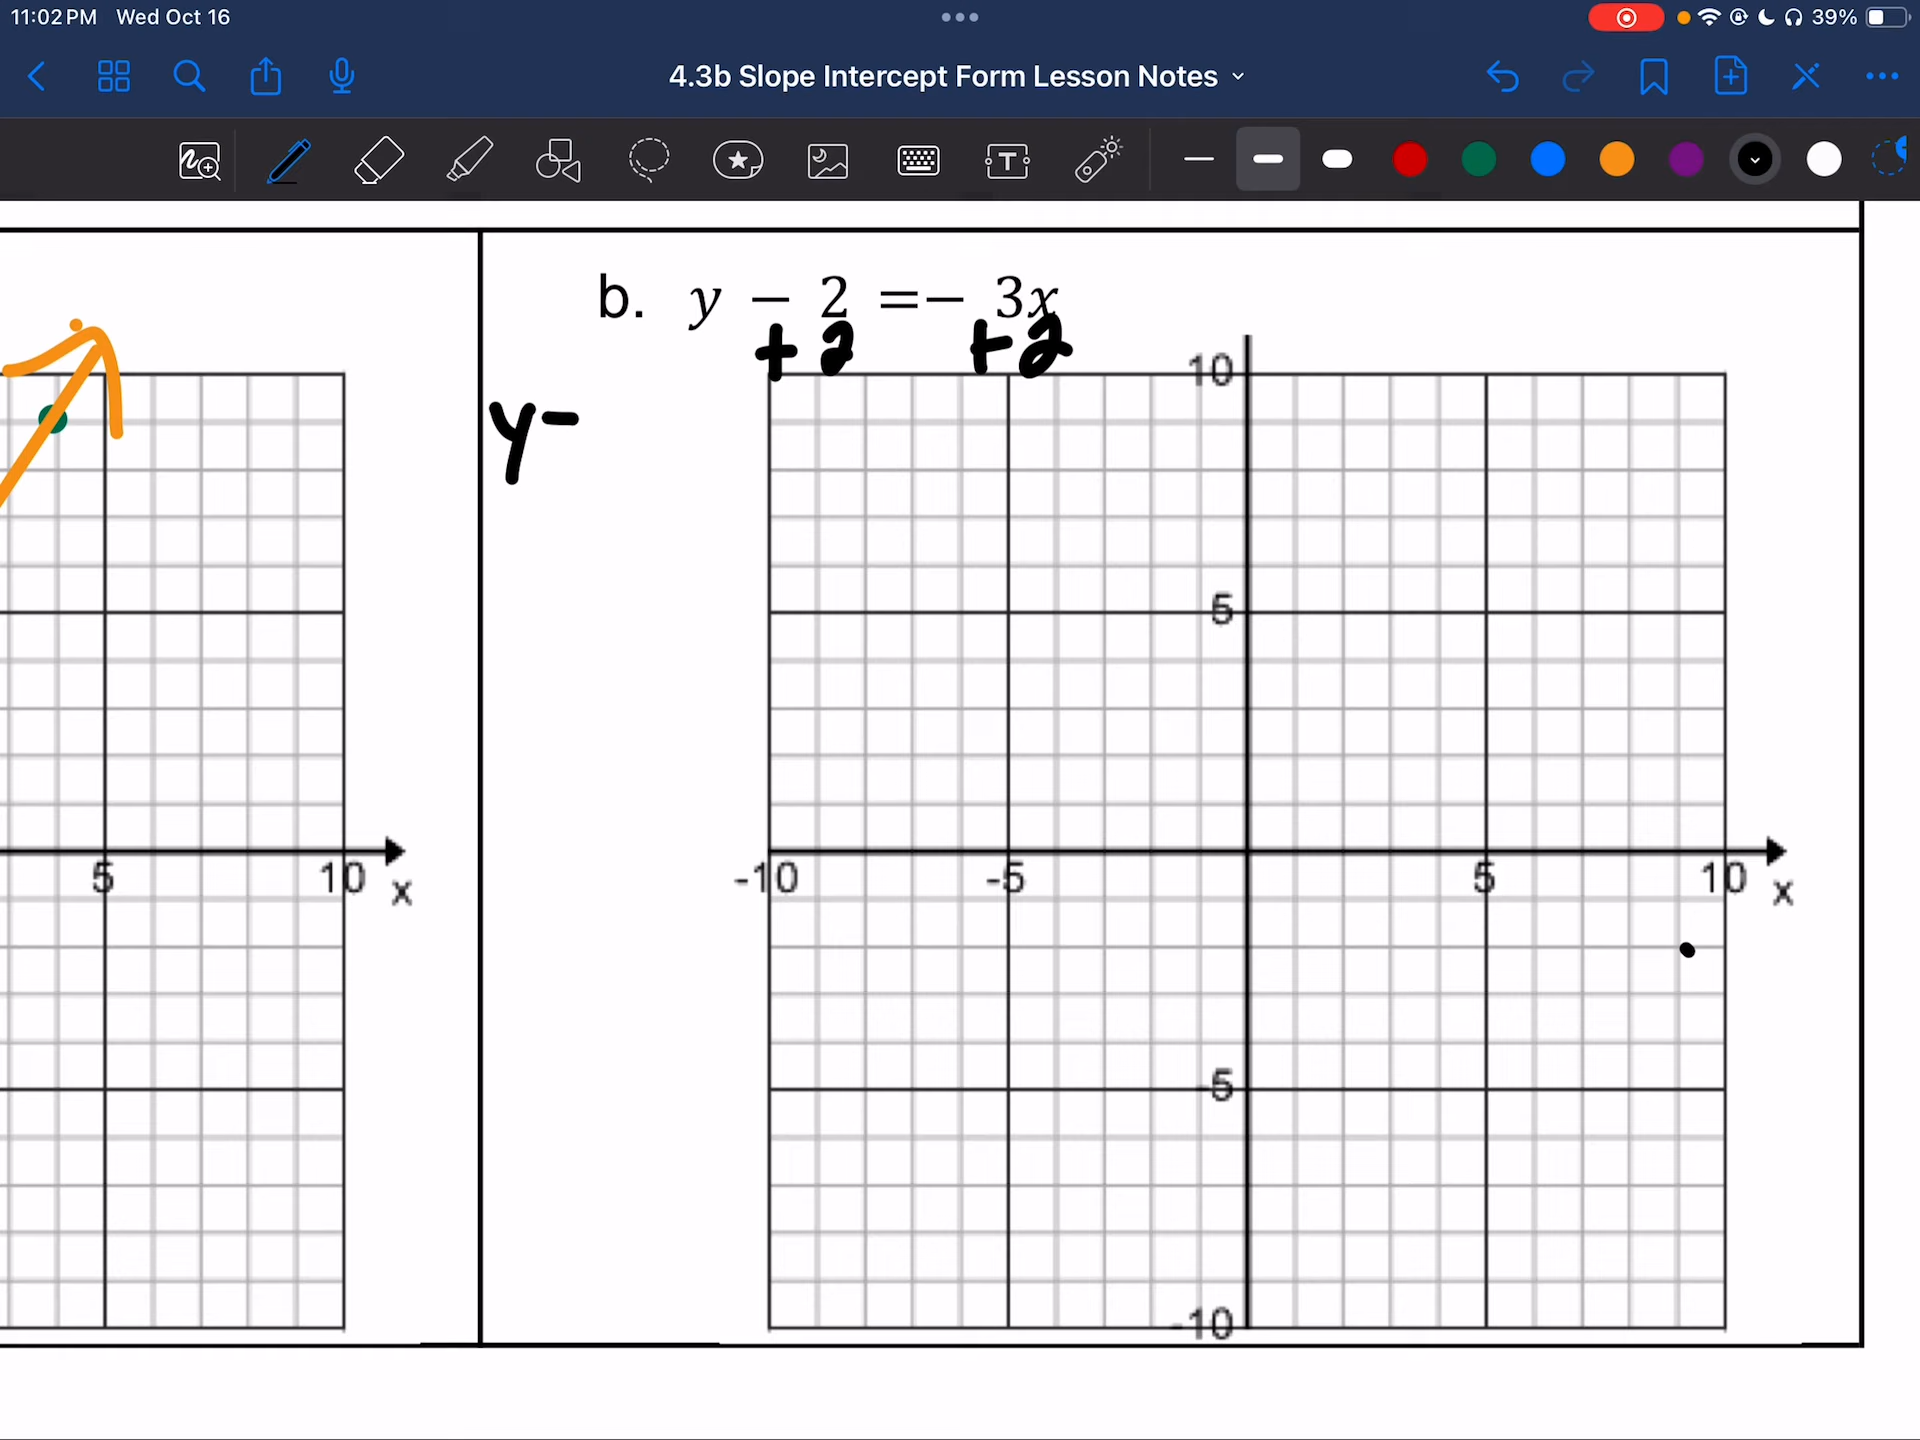 11:02 PM Wed Oct 16
39%
4.3b Slope Intercept Form Lesson Notes
T
b. y − 2 =− 3x
+2 +2
y-
10
5
5
10
x
-10
-5
5
10
x
-5
-10